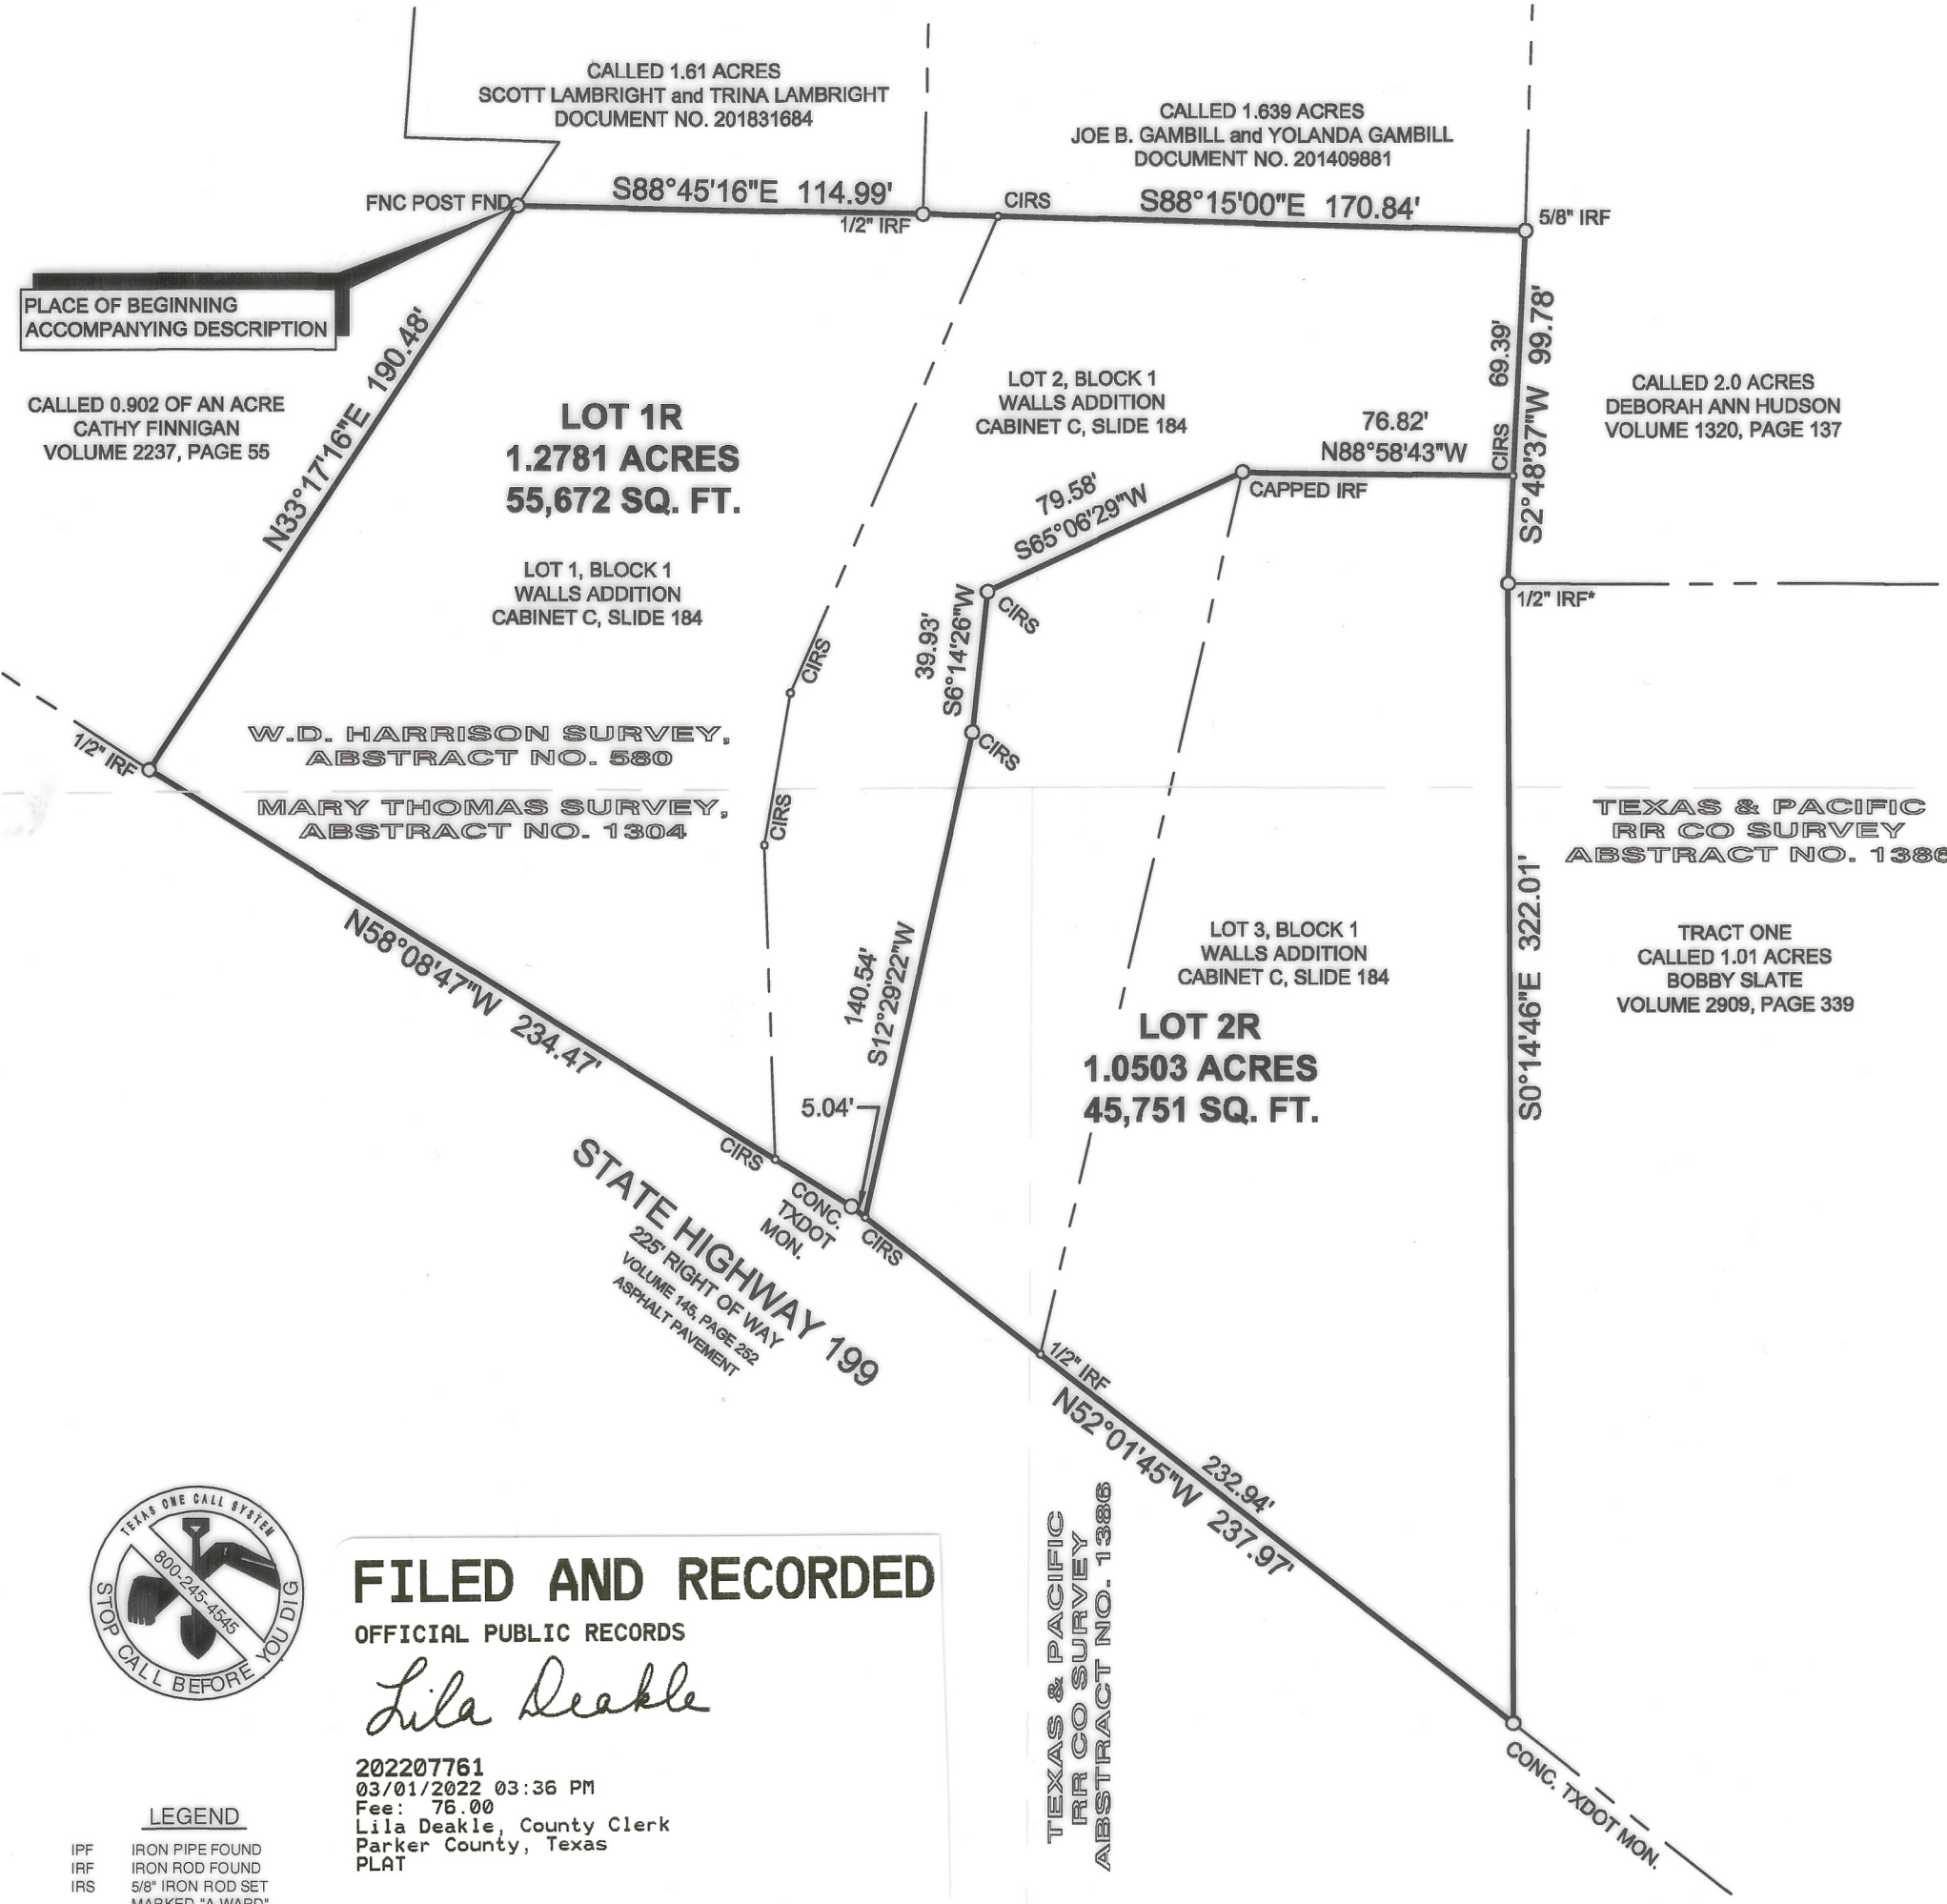 CALLED 1.61 ACRES
SCOTT LAMBRIGHT and TRINA LAMBRIGHT
DOCUMENT NO. 201831684
CALLED 1.639 ACRES
JOE B. GAMBILL and YOLANDA GAMBILL
DOCUMENT NO. 201409881
FNC POST FND
S88°45'16"E 114.99'
1/2" IRF
CIRS
S88°15'00"E 170.84'
5/8" IRF
PLACE OF BEGINNING
ACCOMPANYING DESCRIPTION
N33°17'16"E 190.48'
CALLED 0.902 OF AN ACRE
CATHY FINNIGAN
VOLUME 2237, PAGE 55
LOT 1R
1.2781 ACRES
55,672 SQ. FT.
LOT 1, BLOCK 1
WALLS ADDITION
CABINET C, SLIDE 184
LOT 2, BLOCK 1
WALLS ADDITION
CABINET C, SLIDE 184
76.82'
N88°58'43"W
CAPPED IRF
CIRS
69.39'
S2°48'37"W 99.78'
CALLED 2.0 ACRES
DEBORAH ANN HUDSON
VOLUME 1320, PAGE 137
79.58'
S65°06'29"W
1/2" IRF*
39.93'
S6°14'26"W
CIRS
CIRS
CIRS
CIRS
1/2" IRF
W.D. HARRISON SURVEY,
ABSTRACT NO. 580
MARY THOMAS SURVEY,
ABSTRACT NO. 1304
TEXAS & PACIFIC
RR CO SURVEY
ABSTRACT NO. 1386
N58°08'47"W 234.47'
140.54'
S12°29'22"W
5.04'
LOT 3, BLOCK 1
WALLS ADDITION
CABINET C, SLIDE 184
LOT 2R
1.0503 ACRES
45,751 SQ. FT.
S0°14'46"E 322.01'
TRACT ONE
CALLED 1.01 ACRES
BOBBY SLATE
VOLUME 2909, PAGE 339
CIRS
CONC.
TXDOT
MON.
CIRS
STATE HIGHWAY 199
225' RIGHT OF WAY
VOLUME 145, PAGE 252
ASPHALT PAVEMENT
1/2" IRF
232.94'
N52°01'45"W 237.97'
TEXAS & PACIFIC
RR CO SURVEY
ABSTRACT NO. 1386
CONC. TXDOT MON.
TEXAS ONE CALL SYSTEM
800-245-4545
STOP CALL BEFORE YOU DIG
FILED AND RECORDED
OFFICIAL PUBLIC RECORDS
Lila Deakle
202207761
03/01/2022 03:36 PM
Fee: 76.00
Lila Deakle, County Clerk
Parker County, Texas
PLAT
LEGEND
IPF IRON PIPE FOUND
IRF IRON ROD FOUND
IRS 5/8" IRON ROD SET
MARKED "A WARD"